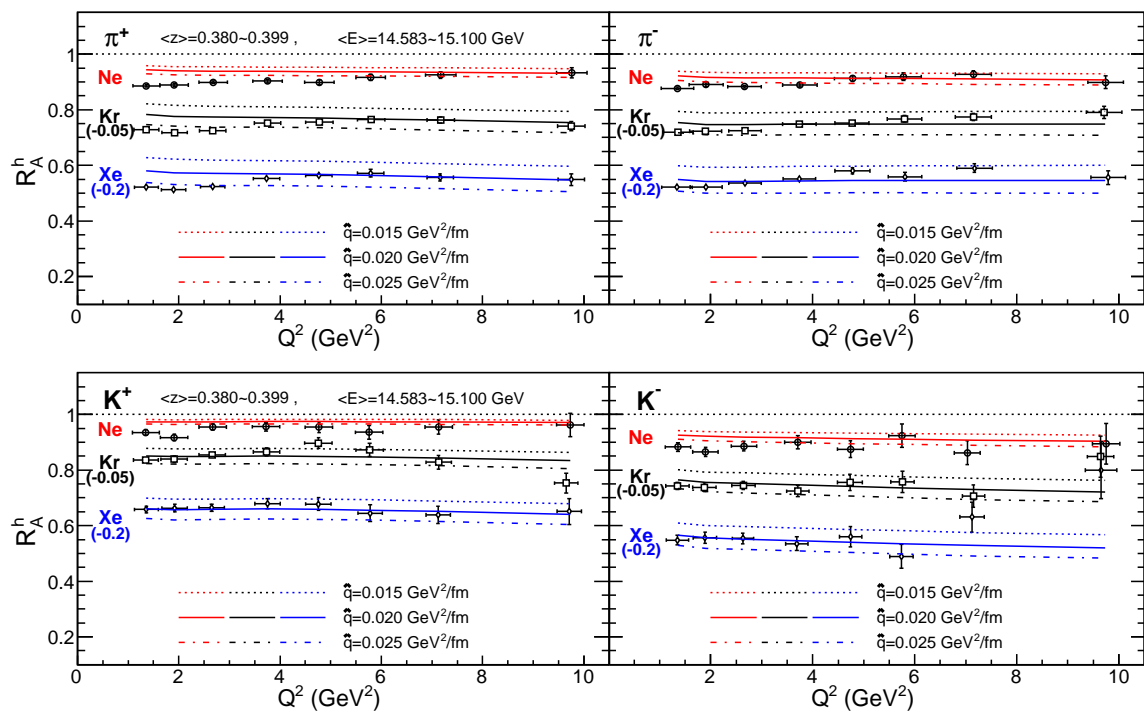 π⁺ <z>=0.380~0.399 , <E>=14.583~15.100 GeV
π⁻
1
Ne
Ne
0.8
Kr
(-0.05)
Kr
(-0.05)
R_A^h
0.6
Xe
(-0.2)
Xe
(-0.2)
0.4
q̂=0.015 GeV²/fm
q̂=0.015 GeV²/fm
q̂=0.020 GeV²/fm
q̂=0.020 GeV²/fm
0.2
q̂=0.025 GeV²/fm
q̂=0.025 GeV²/fm
0 2 4 6 8 10
2 4 6 8 10
Q² (GeV²)
Q² (GeV²)
K⁺ <z>=0.380~0.399 , <E>=14.583~15.100 GeV
K⁻
1
Ne
Ne
0.8
Kr
(-0.05)
Kr
(-0.05)
R_A^h
0.6
Xe
(-0.2)
Xe
(-0.2)
0.4
q̂=0.015 GeV²/fm
q̂=0.015 GeV²/fm
q̂=0.020 GeV²/fm
q̂=0.020 GeV²/fm
0.2
q̂=0.025 GeV²/fm
q̂=0.025 GeV²/fm
0 2 4 6 8 10
2 4 6 8 10
Q² (GeV²)
Q² (GeV²)